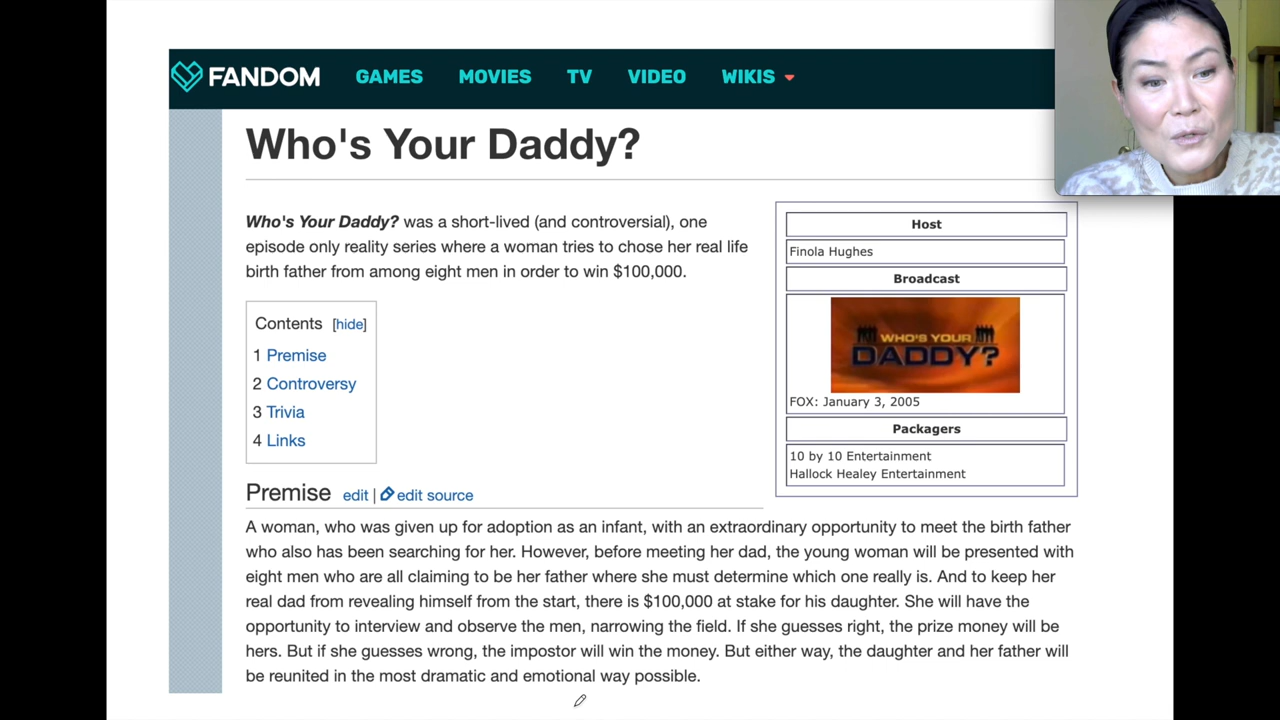 FANDOM GAMES MOVIES TV VIDEO WIKIS
Who's Your Daddy?
Who's Your Daddy? was a short-lived (and controversial), one
episode only reality series where a woman tries to chose her real life
birth father from among eight men in order to win $100,000.
Contents [hide]
1 Premise
2 Controversy
3 Trivia
4 Links
Host
Finola Hughes
Broadcast
WHO'S YOUR
DADDY?
FOX: January 3, 2005
Packagers
10 by 10 Entertainment
Hallock Healey Entertainment
Premise edit | edit source
A woman, who was given up for adoption as an infant, with an extraordinary opportunity to meet the birth father
who also has been searching for her. However, before meeting her dad, the young woman will be presented with
eight men who are all claiming to be her father where she must determine which one really is. And to keep her
real dad from revealing himself from the start, there is $100,000 at stake for his daughter. She will have the
opportunity to interview and observe the men, narrowing the field. If she guesses right, the prize money will be
hers. But if she guesses wrong, the impostor will win the money. But either way, the daughter and her father will
be reunited in the most dramatic and emotional way possible.